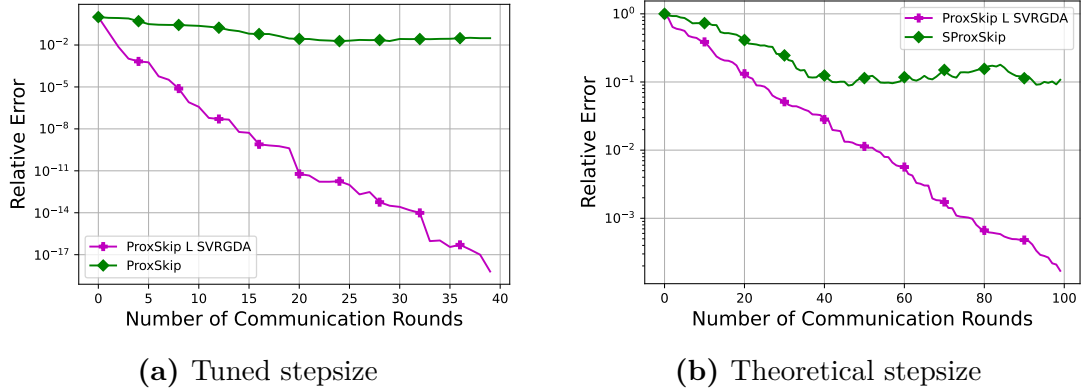 Relative Error
10^{-2}
10^{-5}
10^{-8}
10^{-11}
10^{-14}
10^{-17}
ProxSkip L SVRGDA
ProxSkip
0 5 10 15 20 25 30 35 40
Number of Communication Rounds
(a) Tuned stepsize
Relative Error
10^{0}
10^{-1}
10^{-2}
10^{-3}
ProxSkip L SVRGDA
SProxSkip
0 20 40 60 80 100
Number of Communication Rounds
(b) Theoretical stepsize